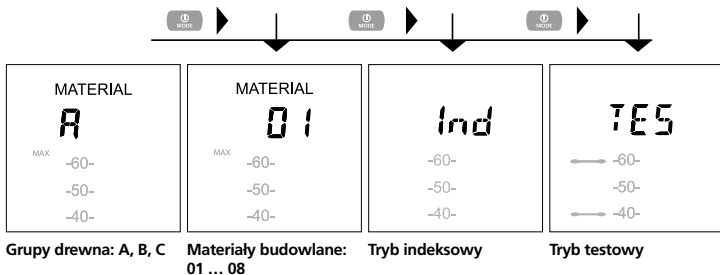 MODE MODE MODE
MATERIAL
A
MAX
-60-
-50-
-40-
Grupy drewna: A, B, C
MATERIAL
01
MAX
-60-
-50-
-40-
Materiały budowlane:
01 ... 08
Ind
-60-
-50-
-40-
Tryb indeksowy
TES
-60-
-50-
-40-
Tryb testowy